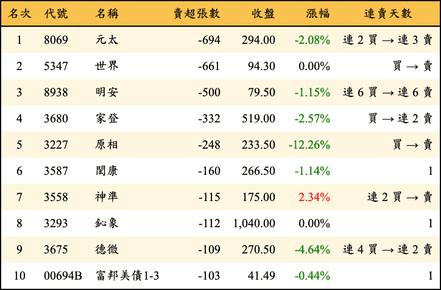 名次 代號 名稱 賣超張數 收盤 漲幅 連賣天數
1 8069 元太 -694 294.00 -2.08% 連 2 買 → 連 3 賣
2 5347 世界 -661 94.30 0.00% 買 → 賣
3 8938 明安 -500 79.50 -1.15% 連 6 買 → 連 6 賣
4 3680 家登 -332 519.00 -2.57% 買 → 連 2 賣
5 3227 原相 -248 233.50 -12.26% 買 → 賣
6 3587 閎康 -160 266.50 -1.14% 1
7 3558 神準 -115 175.00 2.34% 連 2 買 → 賣
8 3293 鈊象 -112 1,040.00 0.00% 1
9 3675 德微 -109 270.50 -4.64% 連 4 買 → 連 2 賣
10 00694B 富邦美債1-3 -103 41.49 -0.44% 1